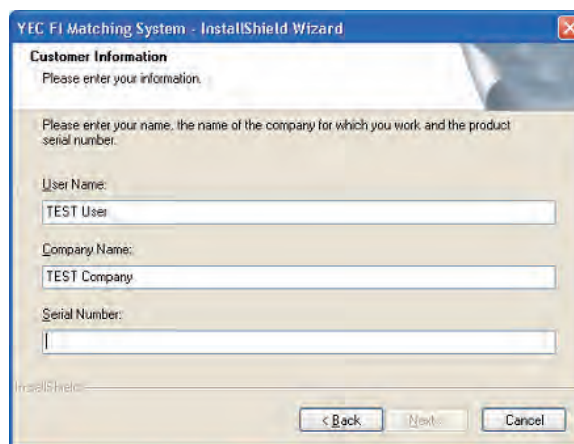 YEC FI Matching System - InstallShield Wizard
Customer Information
Please enter your information.
Please enter your name, the name of the company for which you work and the product
serial number.
User Name:
TEST User
Company Name:
TEST Company
Serial Number:
InstallShield
< Back Next > Cancel